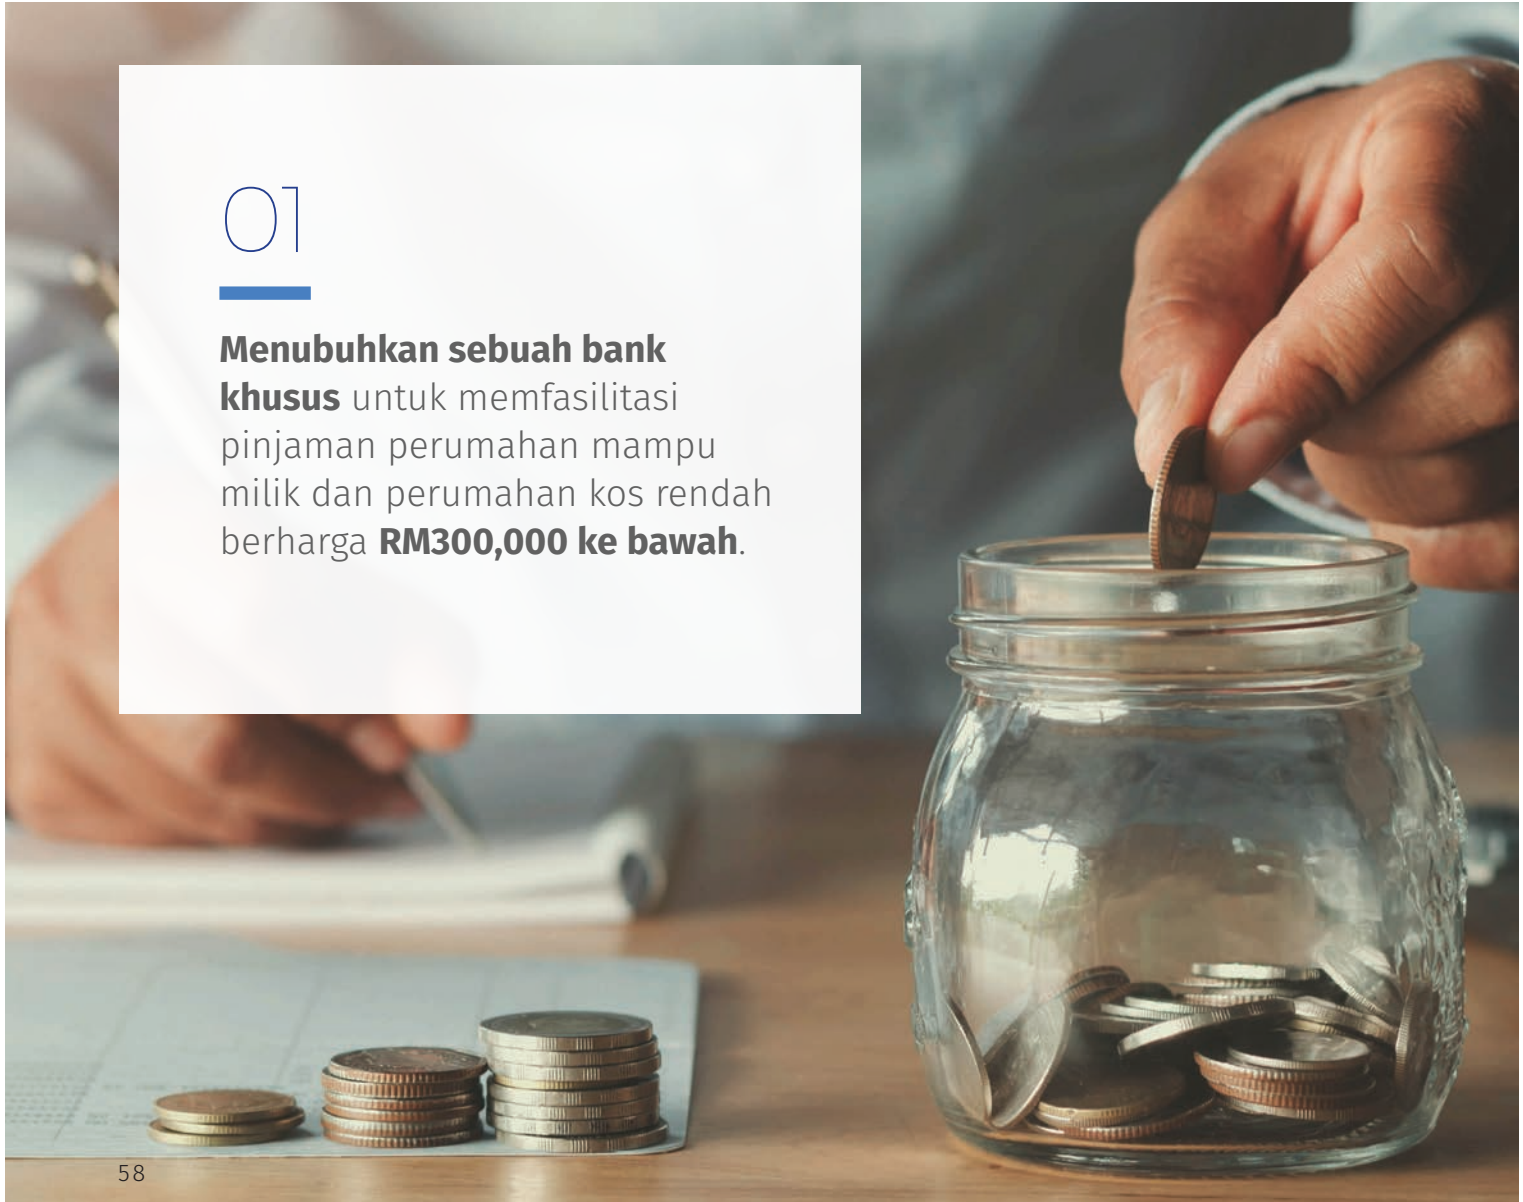 01
Menubuhkan sebuah bank
khusus untuk memfasilitasi
pinjaman perumahan mampu
milik dan perumahan kos rendah
berharga RM300,000 ke bawah.
58